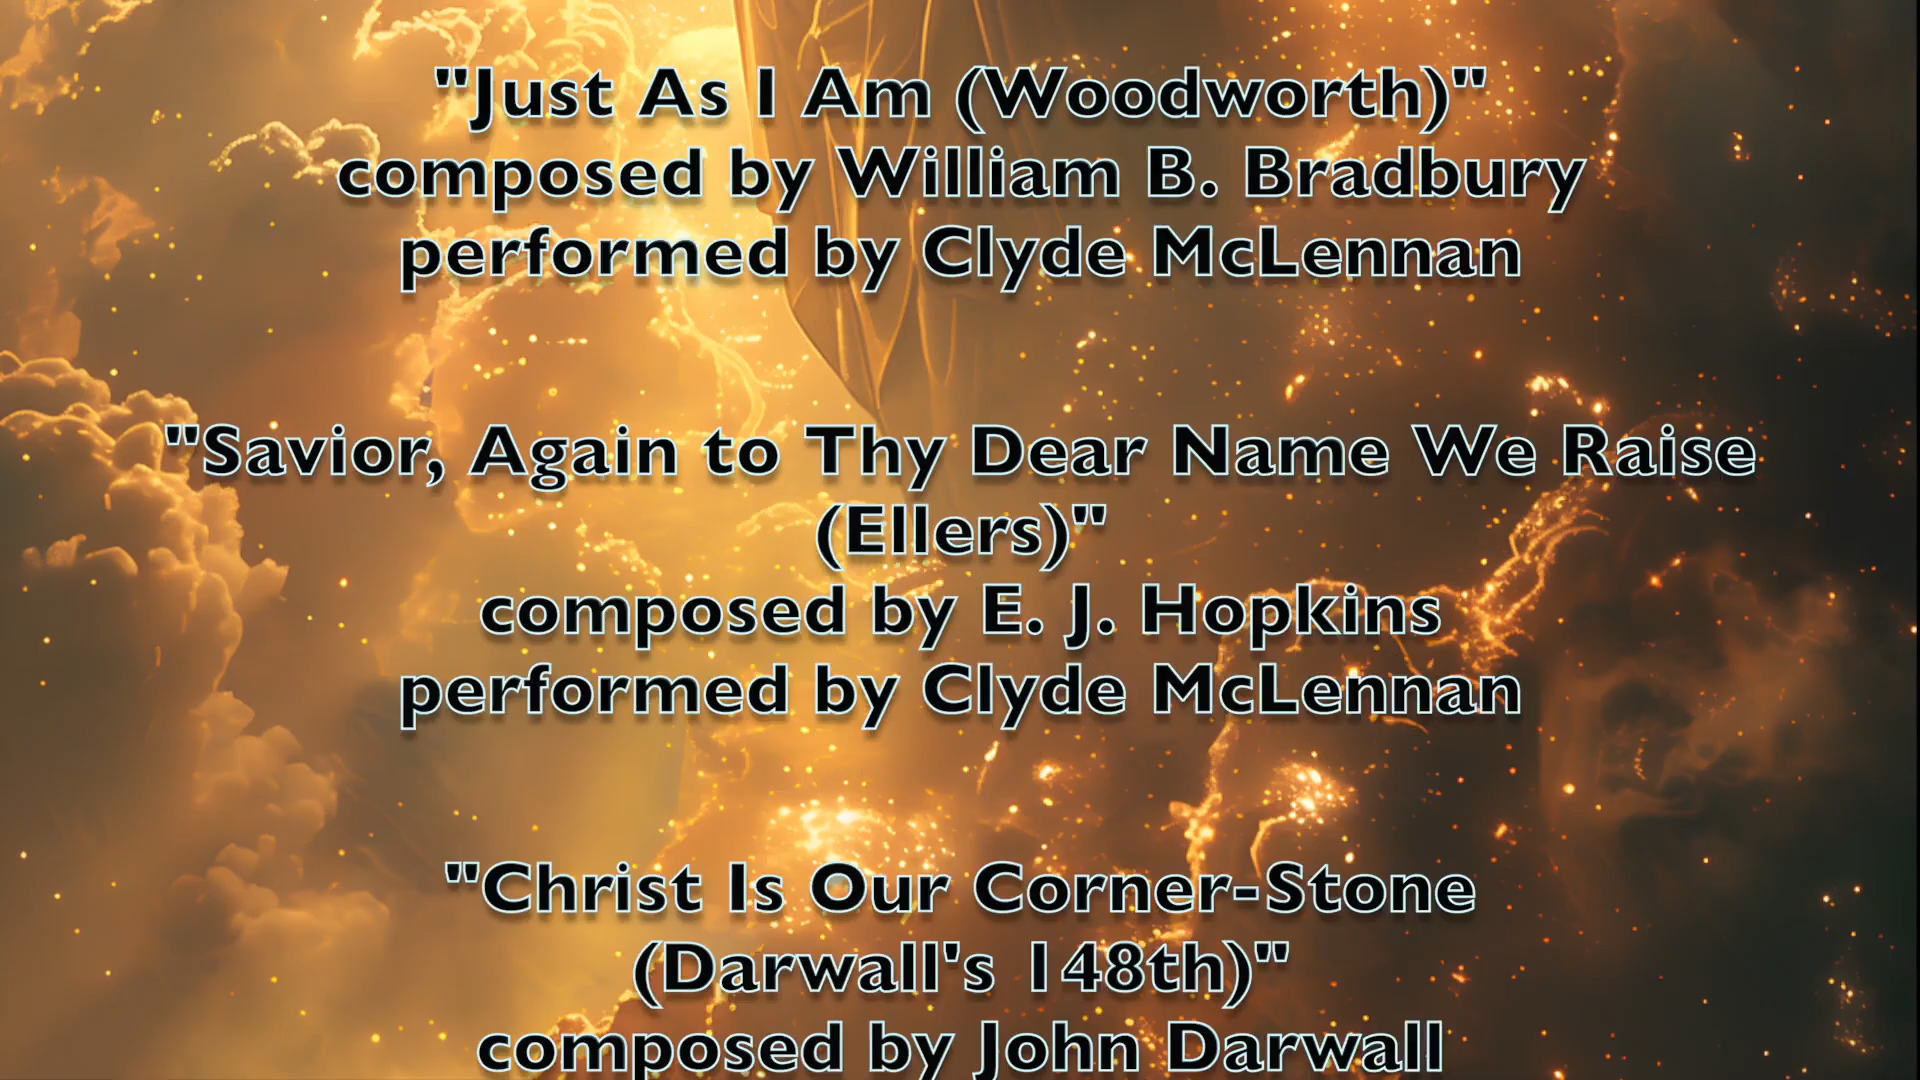 "Just As I Am (Woodworth)"
composed by William B. Bradbury
performed by Clyde McLennan
"Savior, Again to Thy Dear Name We Raise
(Ellers)"
composed by E. J. Hopkins
performed by Clyde McLennan
"Christ Is Our Corner-Stone
(Darwall's 148th)"
composed by John Darwall